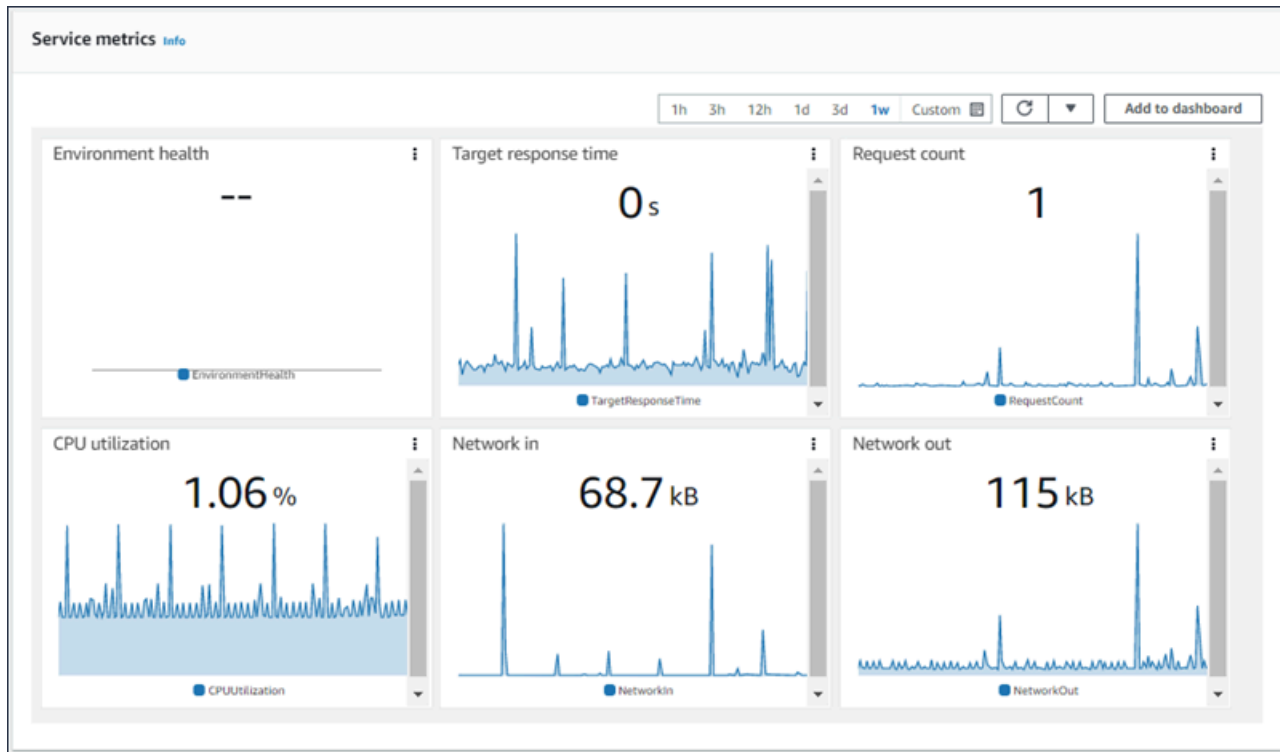 Service metrics Info
1h 3h 12h 1d 3d 1w Custom Add to dashboard
Environment health
--
EnvironmentHealth
Target response time
0 s
TargetResponseTime
Request count
1
RequestCount
CPU utilization
1.06 %
CPUUtilization
Network in
68.7 kB
NetworkIn
Network out
115 kB
NetworkOut